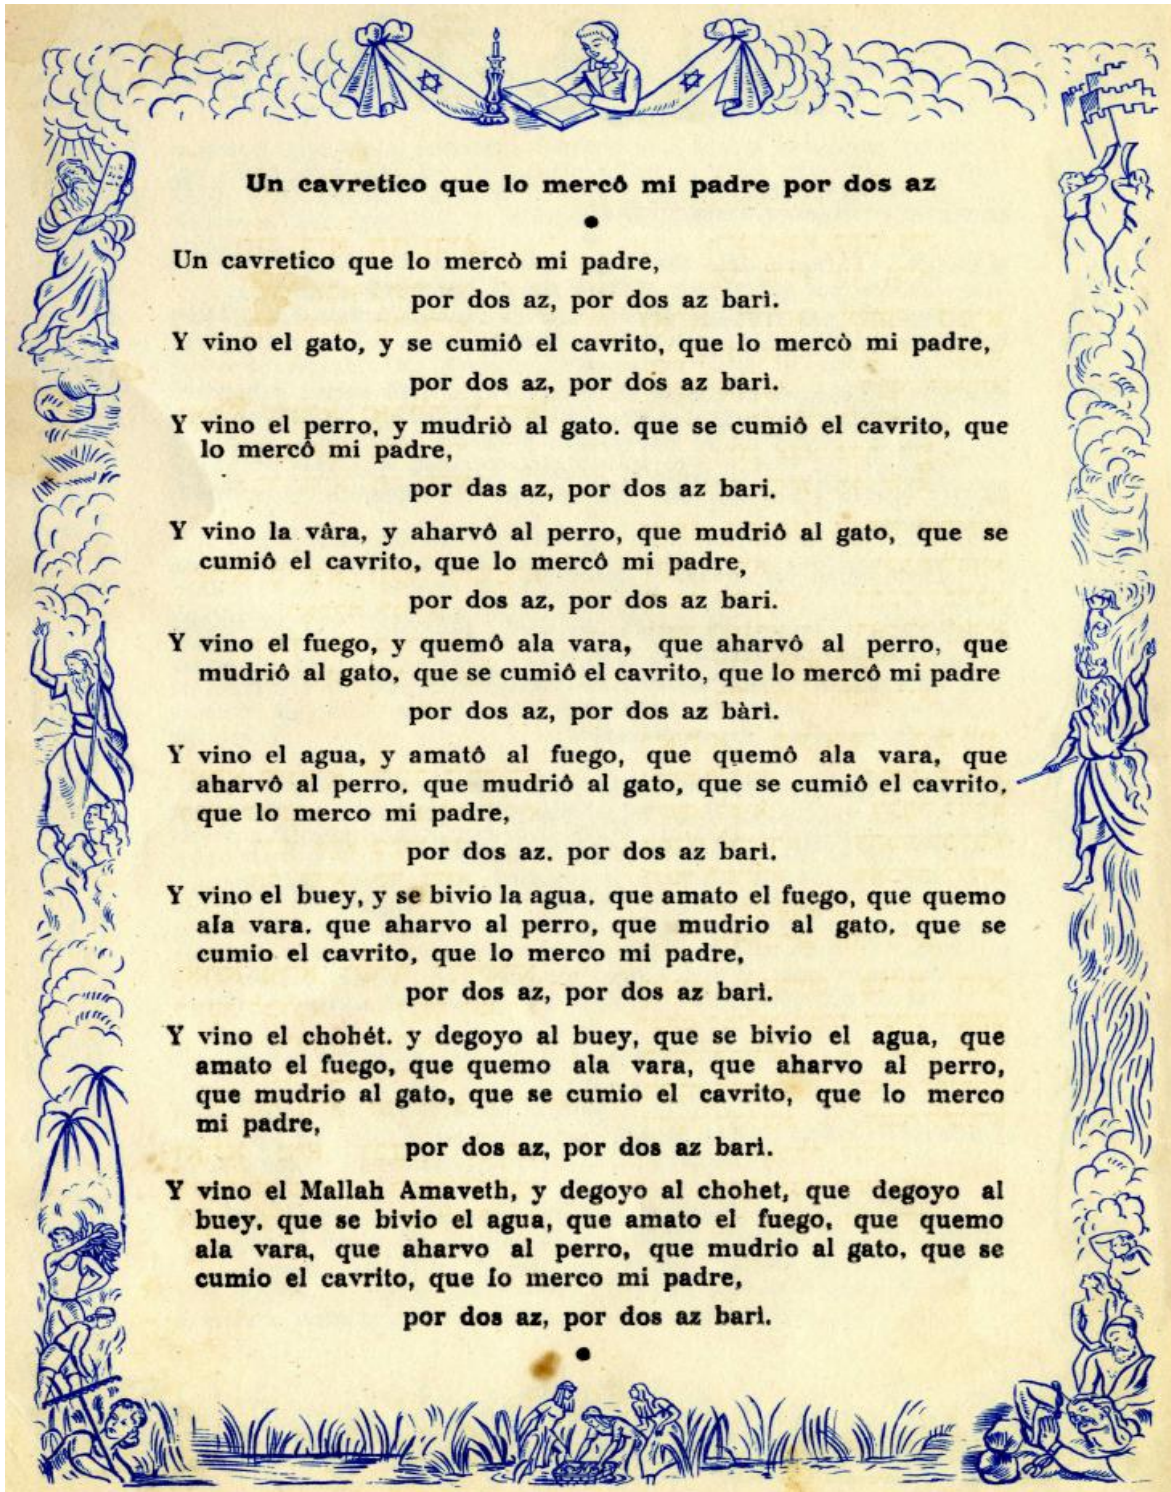 Un cavretico que lo mercô mi padre por dos az
Un cavretico que lo mercò mi padre,
por dos az, por dos az barì.
Y vino el gato, y se cumiô el cavrito, que lo mercò mi padre,
por dos az, por dos az barì.
Y vino el perro, y mudriò al gato. que se cumiô el cavrito, que
lo mercô mi padre,
por das az, por dos az bari.
Y vino la vâra, y aharvô al perro, que mudriô al gato, que se
cumiô el cavrito, que lo mercô mi padre,
por dos az, por dos az bari.
Y vino el fuego, y quemô ala vara, que aharvô al perro, que
mudriô al gato, que se cumiô el cavrito, que lo mercô mi padre
por dos az, por dos az bàrì.
Y vino el agua, y amatô al fuego, que quemô ala vara, que
aharvô al perro, que mudriô al gato, que se cumiô el cavrito,
que lo merco mi padre,
por dos az. por dos az barì.
Y vino el buey, y se bivio la agua, que amato el fuego, que quemo
ala vara. que aharvo al perro, que mudrio al gato. que se
cumio el cavrito, que lo merco mi padre,
por dos az, por dos az barì.
Y vino el chohét. y degoyo al buey, que se bivio el agua, que
amato el fuego, que quemo ala vara, que aharvo al perro,
que mudrio al gato, que se cumio el cavrito, que lo merco
mi padre,
por dos az, por dos az barì.
Y vino el Mallah Amaveth, y degoyo al chohet, que degoyo al
buey. que se bivio el agua, que amato el fuego, que quemo
ala vara, que aharvo al perro, que mudrio al gato, que se
cumio el cavrito, que lo merco mi padre,
por dos az, por dos az barì.